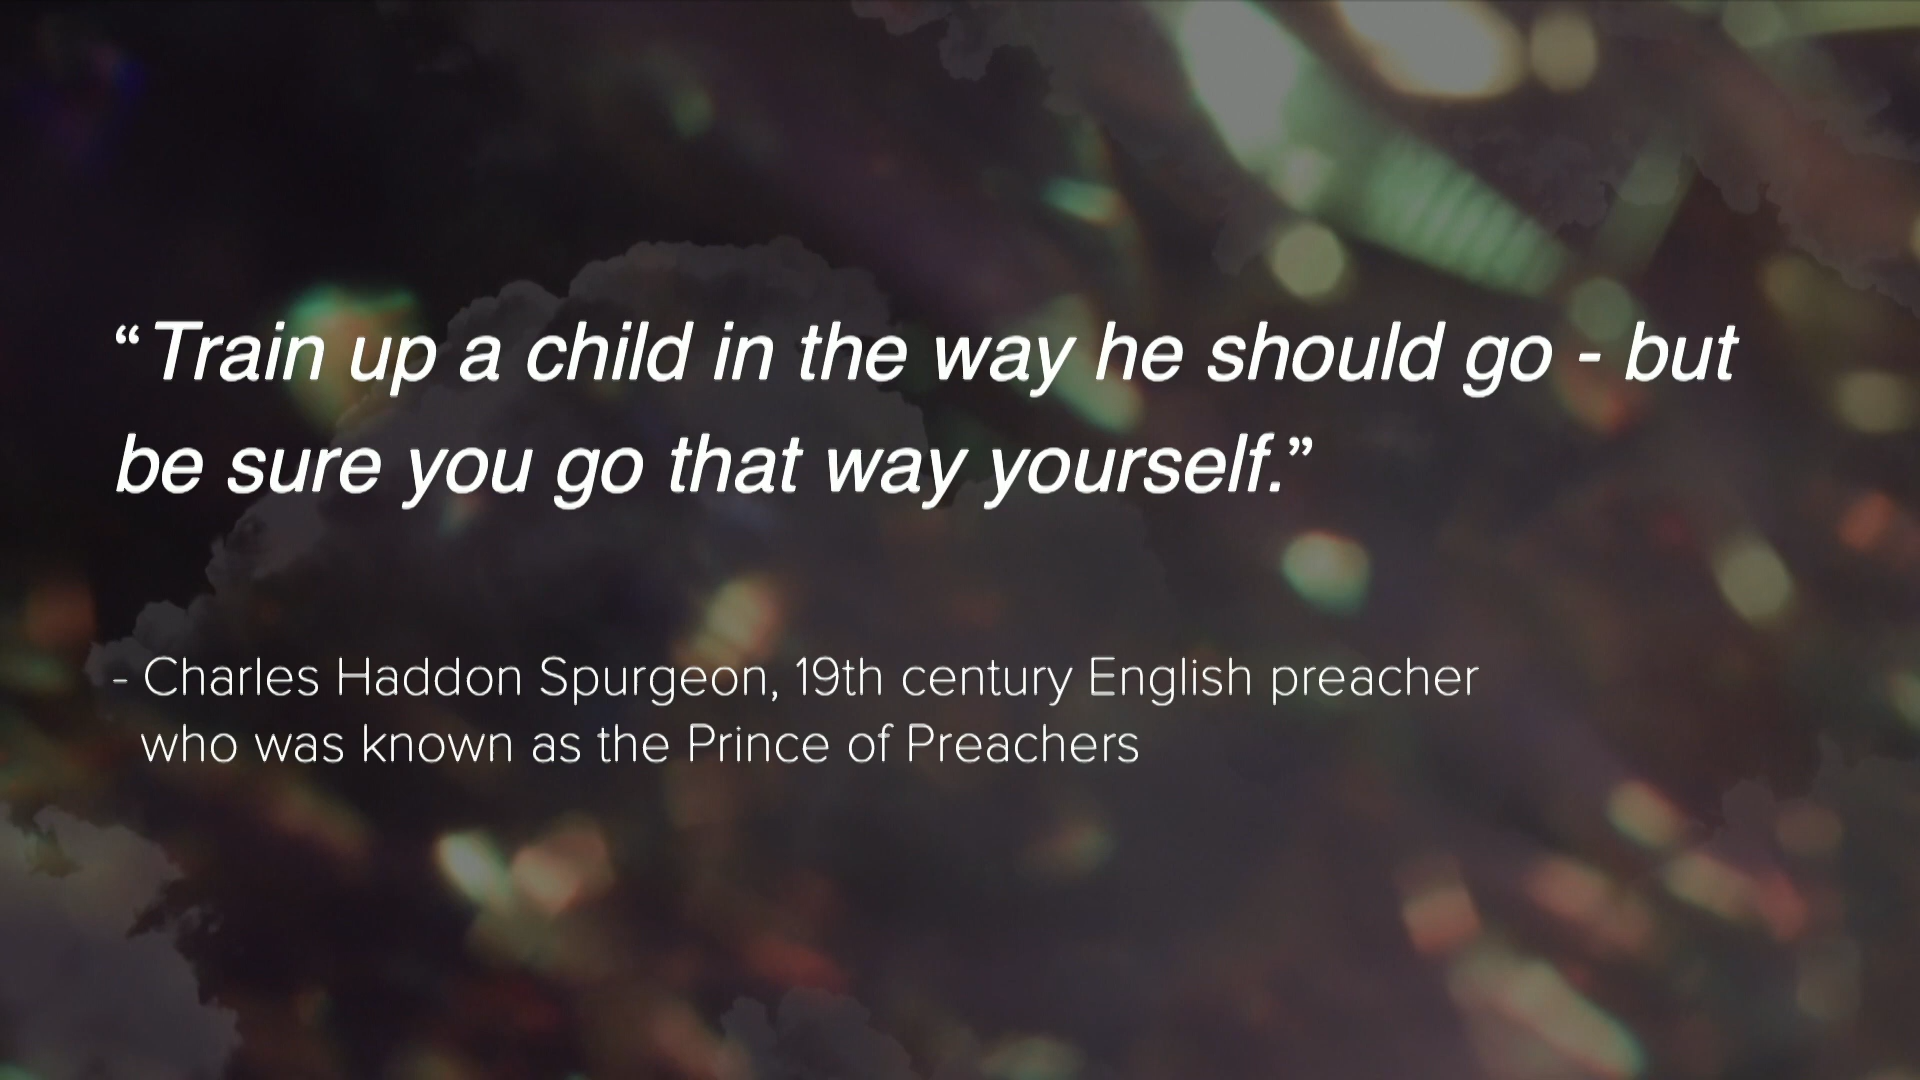 “Train up a child in the way he should go - but
be sure you go that way yourself.”
- Charles Haddon Spurgeon, 19th century English preacher
who was known as the Prince of Preachers